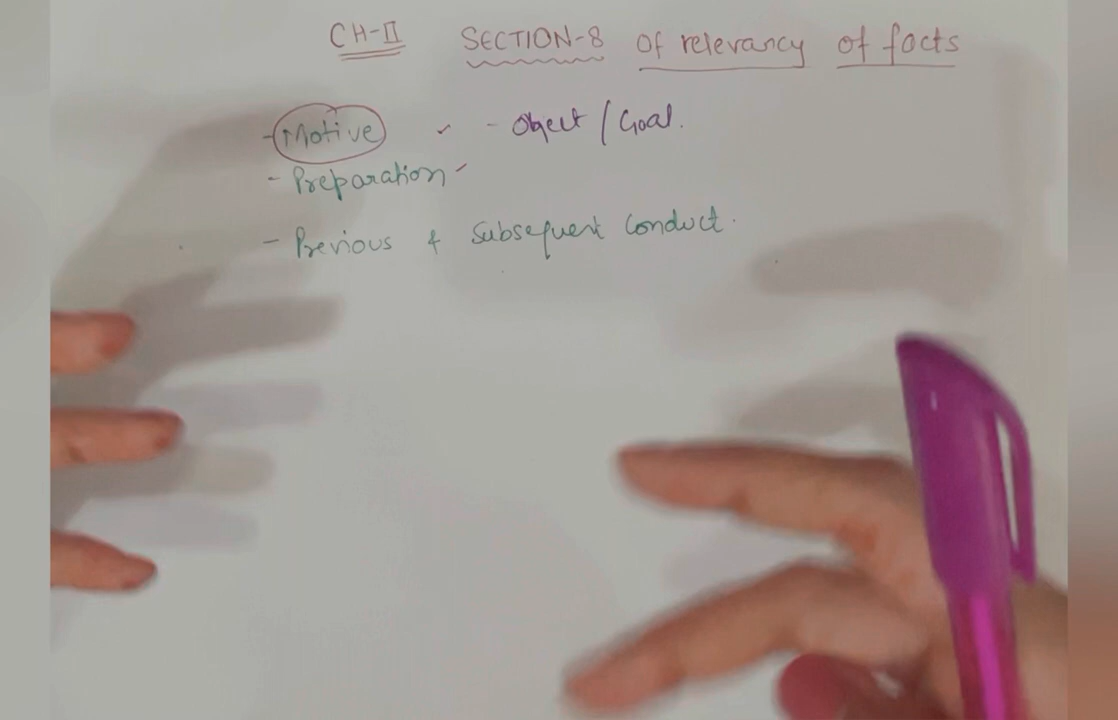 CH-II SECTION-8 Of relevancy of facts
- Motive ✓ - Object / Goal.
- Preparation -
- Previous & Subsequent Conduct.